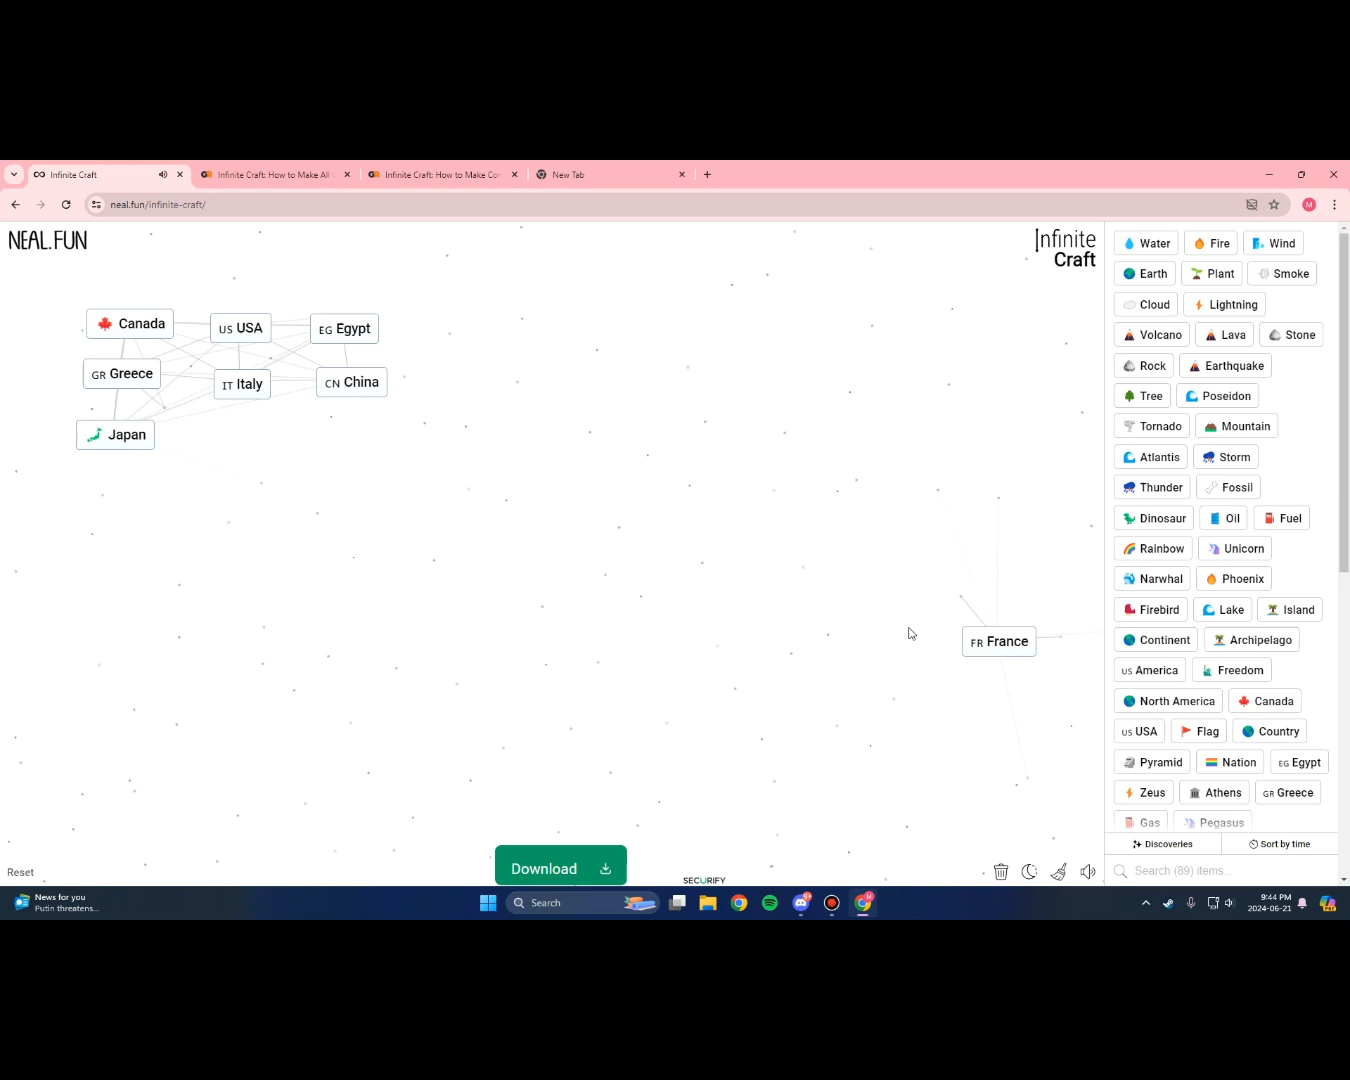 Infinite Craft
Infinite Craft: How to Make All
Infinite Craft: How to Make Co
New Tab
neal.fun/infinite-craft/
M
NEAL.FUN
Infinite
Craft
Canada
US USA
EG Egypt
GR Greece
IT Italy
CN China
Japan
FR France
Water Fire Wind
Earth Plant Smoke
Cloud Lightning
Volcano Lava Stone
Rock Earthquake
Tree Poseidon
Tornado Mountain
Atlantis Storm
Thunder Fossil
Dinosaur Oil Fuel
Rainbow Unicorn
Narwhal Phoenix
Firebird Lake Island
Continent Archipelago
US America Freedom
North America Canada
US USA Flag Country
Pyramid Nation EG Egypt
Zeus Athens GR Greece
Gas Pegasus
Discoveries Sort by time
Search (89) items...
Reset
Download
SECURIFY
News for you
Putin threatens...
Search
9:44 PM
2024-06-21